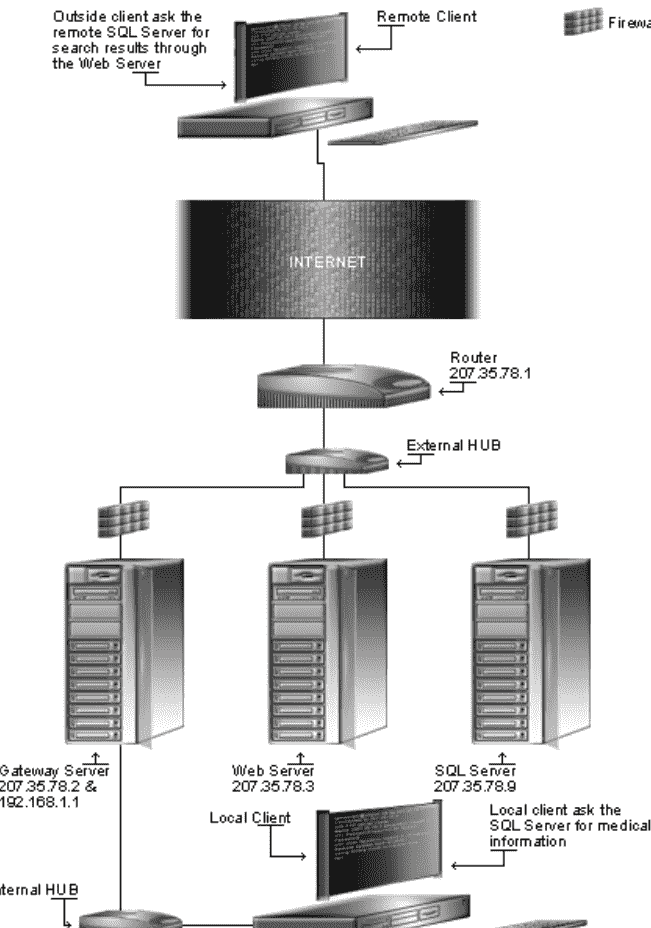 Outside client ask the
remote SQL Server for
search results through
the Web Server
Remote Client
Firewa
INTERNET
Router
207.35.78.1
External HUB
Gateway Server
207.35.78.2 &
192.168.1.1
Web Server
207.35.78.3
SQL Server
207.35.78.9
Local Client
Local client ask the
SQL Server for medical
information
ternal HUB